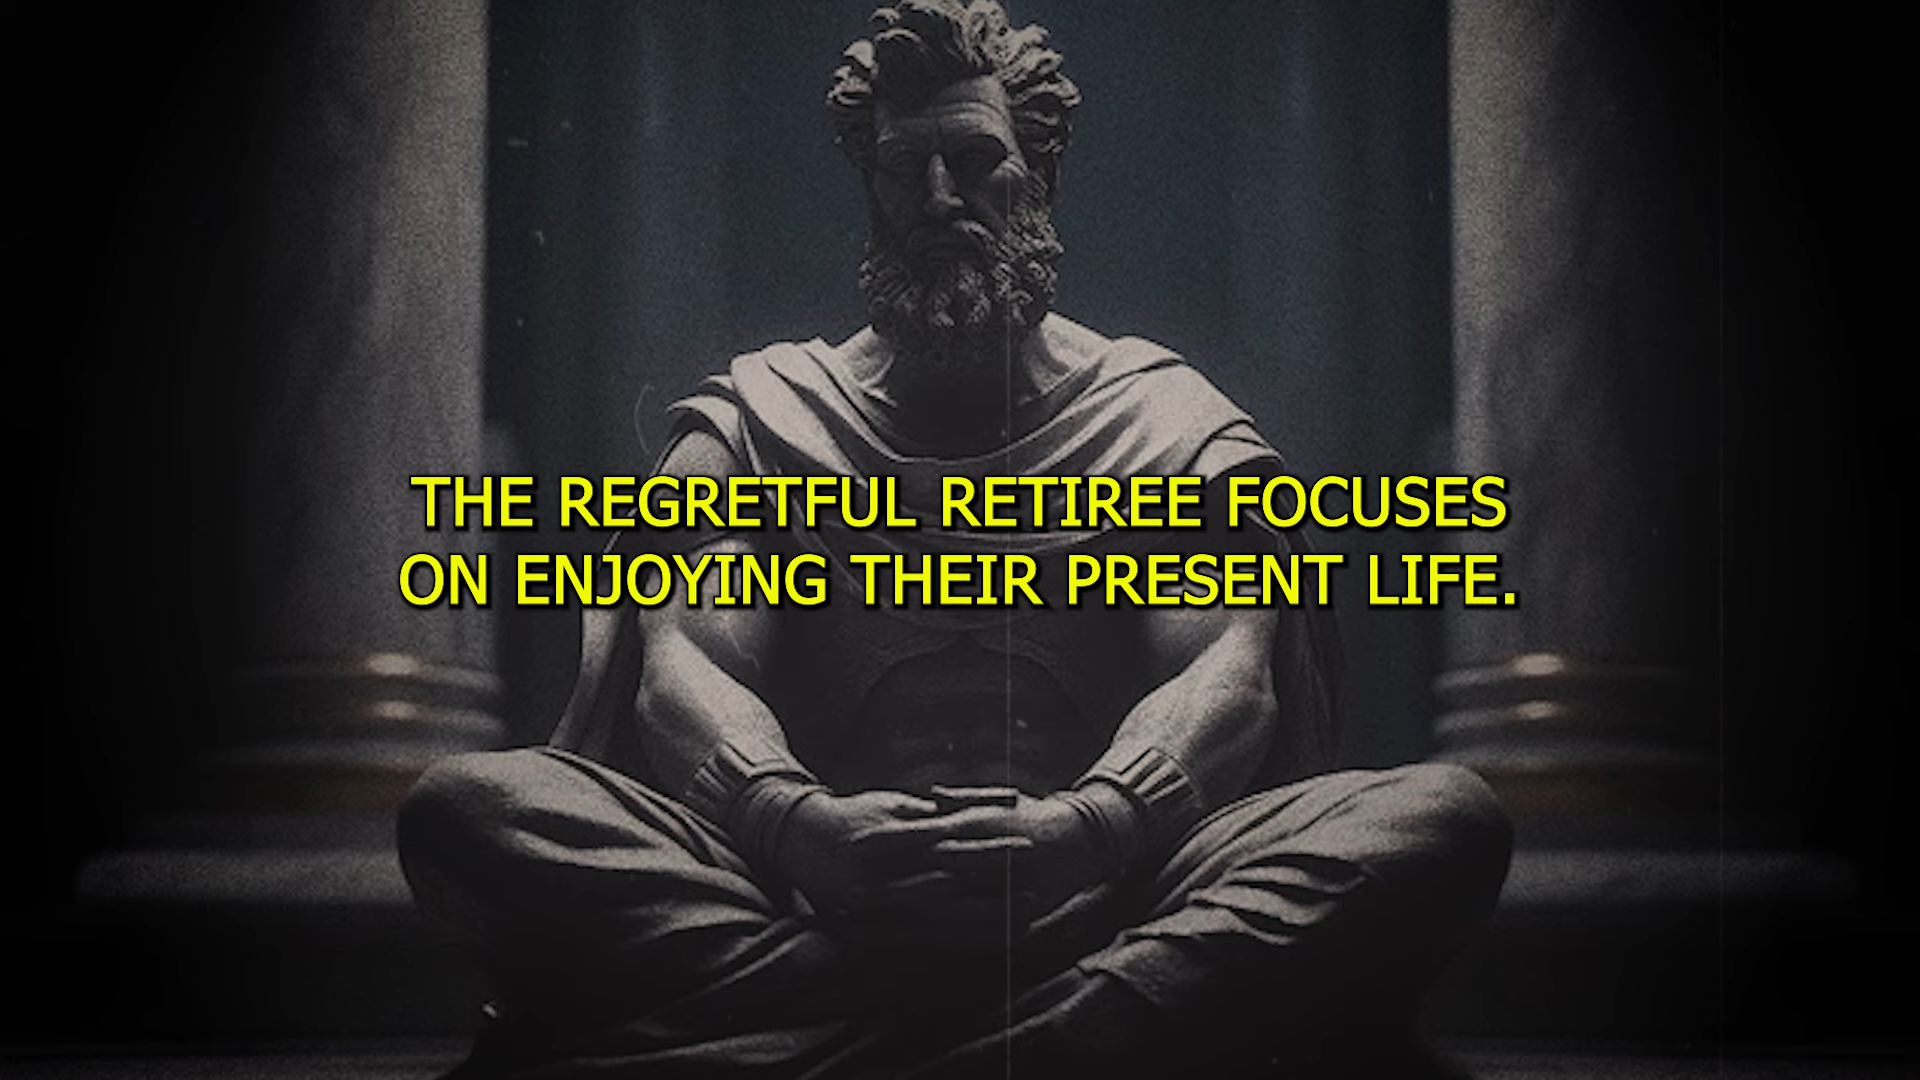 THE REGRETFUL RETIREE FOCUSES
ON ENJOYING THEIR PRESENT LIFE.